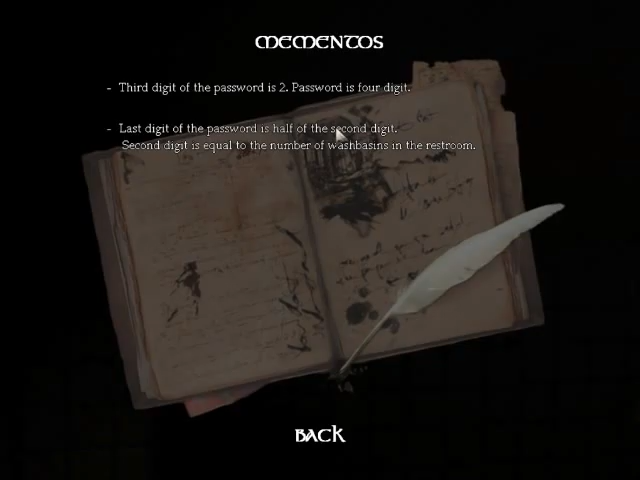 MEMENTOS
- Third digit of the password is 2. Password is four digit.
- Last digit of the password is half of the second digit.
Second digit is equal to the number of washbasins in the restroom.
BACK